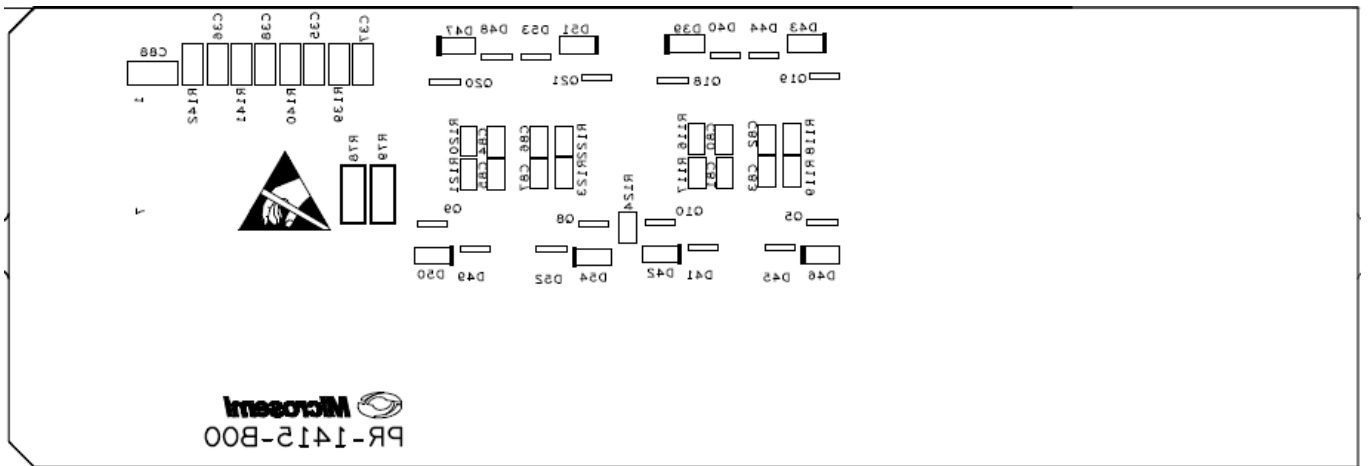 C88
C36
C38
C35
C37
R142
R141
R140
R139
1
7
R78
R79
D47
D48
D53
D51
D39
D40
D44
D43
Q20
Q21
Q18
Q19
R120
C84
C86
R122
R116
C80
C82
R118
R121
C85
C87
R123
R117
C81
C83
R119
R124
Q9
Q8
Q10
Q5
D50
D49
D52
D54
D42
D41
D45
D46
Microsemi
PR-1415-B00